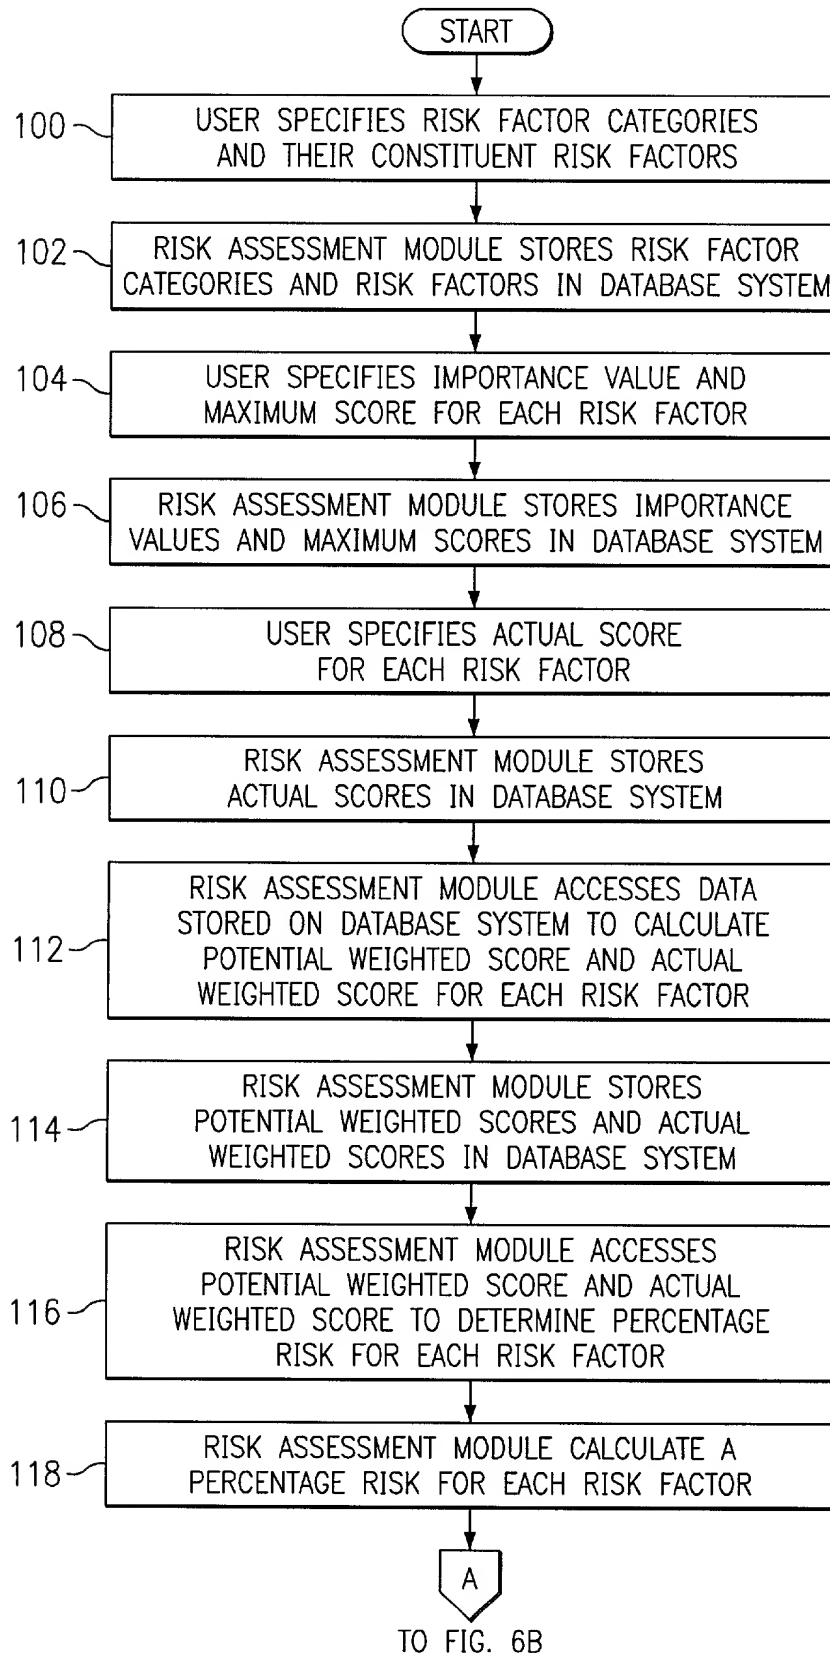 START
100
USER SPECIFIES RISK FACTOR CATEGORIES
AND THEIR CONSTITUENT RISK FACTORS
102
RISK ASSESSMENT MODULE STORES RISK FACTOR
CATEGORIES AND RISK FACTORS IN DATABASE SYSTEM
104
USER SPECIFIES IMPORTANCE VALUE AND
MAXIMUM SCORE FOR EACH RISK FACTOR
106
RISK ASSESSMENT MODULE STORES IMPORTANCE
VALUES AND MAXIMUM SCORES IN DATABASE SYSTEM
108
USER SPECIFIES ACTUAL SCORE
FOR EACH RISK FACTOR
110
RISK ASSESSMENT MODULE STORES
ACTUAL SCORES IN DATABASE SYSTEM
112
RISK ASSESSMENT MODULE ACCESSES DATA
STORED ON DATABASE SYSTEM TO CALCULATE
POTENTIAL WEIGHTED SCORE AND ACTUAL
WEIGHTED SCORE FOR EACH RISK FACTOR
114
RISK ASSESSMENT MODULE STORES
POTENTIAL WEIGHTED SCORES AND ACTUAL
WEIGHTED SCORES IN DATABASE SYSTEM
116
RISK ASSESSMENT MODULE ACCESSES
POTENTIAL WEIGHTED SCORE AND ACTUAL
WEIGHTED SCORE TO DETERMINE PERCENTAGE
RISK FOR EACH RISK FACTOR
118
RISK ASSESSMENT MODULE CALCULATE A
PERCENTAGE RISK FOR EACH RISK FACTOR
A
TO FIG. 6B